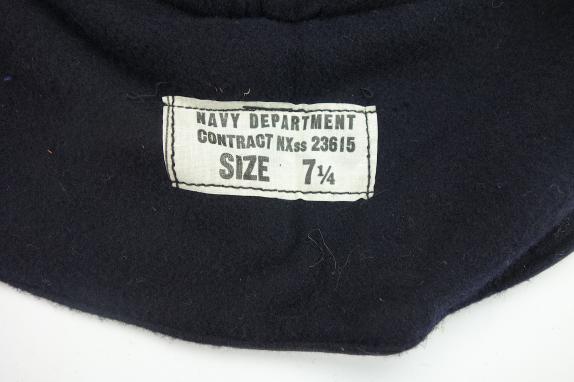 NAVY DEPARTMENT
CONTRACT NXss 23615
SIZE 7¼